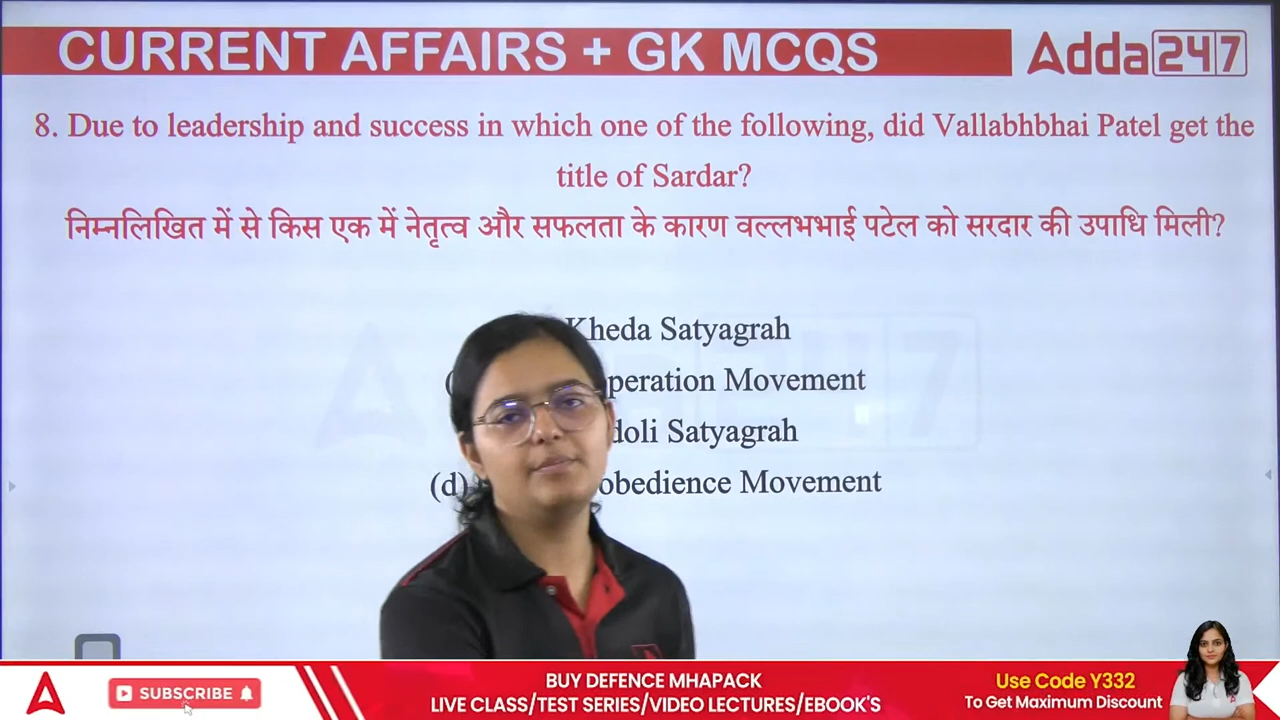 CURRENT AFFAIRS + GK MCQS
Adda247
8. Due to leadership and success in which one of the following, did Vallabhbhai Patel get the
title of Sardar?
निम्नलिखित में से किस एक में नेतृत्व और सफलता के कारण वल्लभभाई पटेल को सरदार की उपाधि मिली?
Kheda Satyagrah
Movement
Satyagrah
(d) Movement
SUBSCRIBE
BUY DEFENCE MHAPACK
LIVE CLASS/TEST SERIES/VIDEO LECTURES/EBOOK'S
Use Code Y332
To Get Maximum Discount